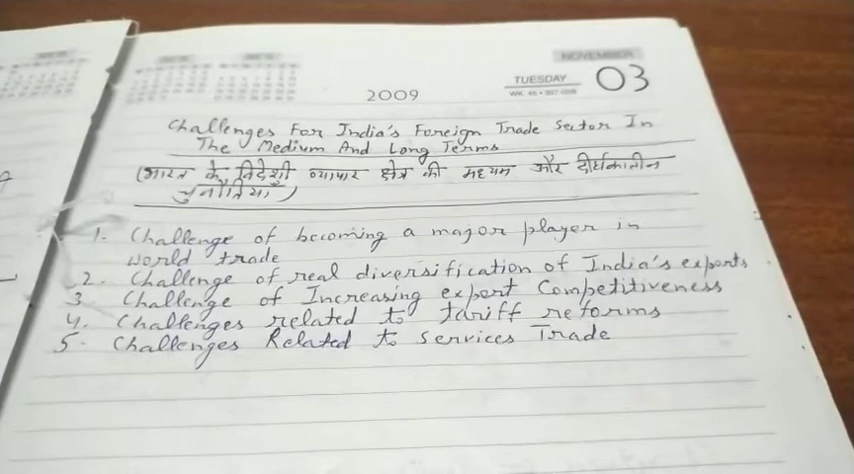 NOVEMBER
TUESDAY 03
2009
Challenges For India's Foreign Trade Sector In
The Medium And Long Terms
(भारत के विदेशी व्यापार क्षेत्र की मध्यम और दीर्घकालीन
चुनौतिया)
1. Challenge of becoming a major player in
world trade
2. Challenge of real diversification of India's exports
3 Challenge of Increasing export Competitiveness
4. Challenges related to tariff reforms
5. Challenges Related to services Trade